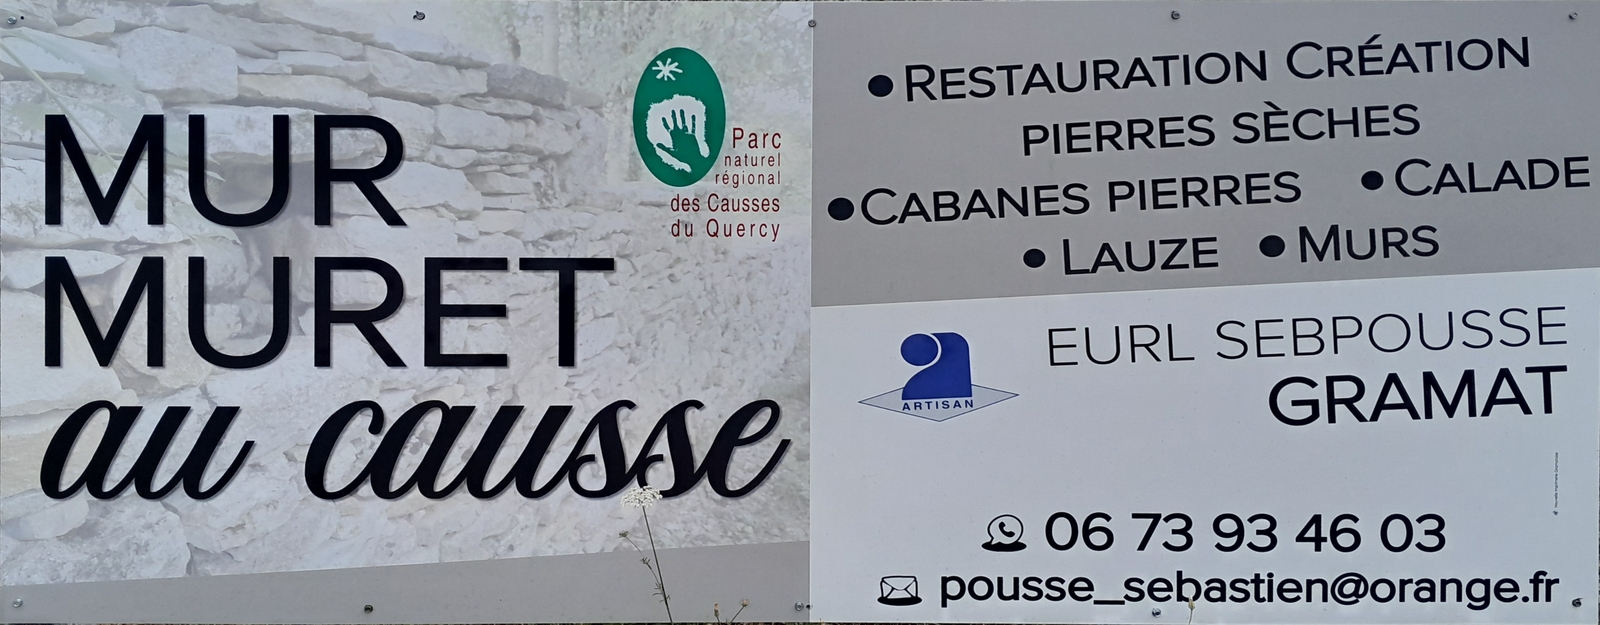 MUR
MURET
au causse
Parc
naturel
régional
des Causses
du Quercy
• RESTAURATION CRÉATION
PIERRES SÈCHES
• CABANES PIERRES • CALADE
• LAUZE • MURS
ARTISAN
EURL SEBPOUSSE
GRAMAT
06 73 93 46 03
pousse_sebastien@orange.fr